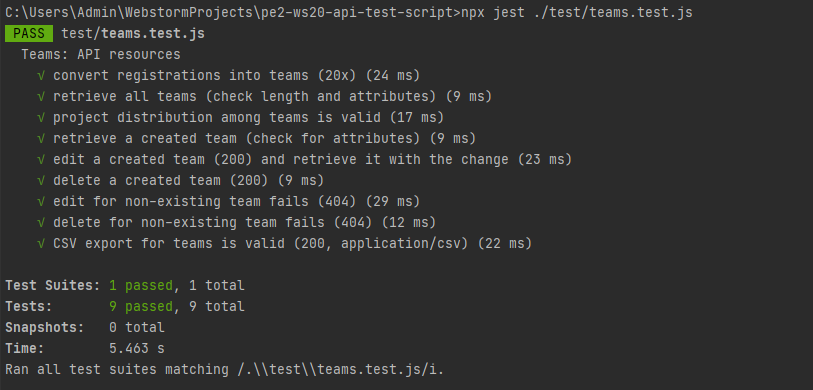 C:\Users\Admin\WebstormProjects\pe2-ws20-api-test-script>npx jest ./test/teams.test.js
PASS test/teams.test.js
Teams: API resources
√ convert registrations into teams (20x) (24 ms)
√ retrieve all teams (check length and attributes) (9 ms)
√ project distribution among teams is valid (17 ms)
√ retrieve a created team (check for attributes) (9 ms)
√ edit a created team (200) and retrieve it with the change (23 ms)
√ delete a created team (200) (9 ms)
√ edit for non-existing team fails (404) (29 ms)
√ delete for non-existing team fails (404) (12 ms)
√ CSV export for teams is valid (200, application/csv) (22 ms)
Test Suites: 1 passed, 1 total
Tests: 9 passed, 9 total
Snapshots: 0 total
Time: 5.463 s
Ran all test suites matching /.\\test\\teams.test.js/i.